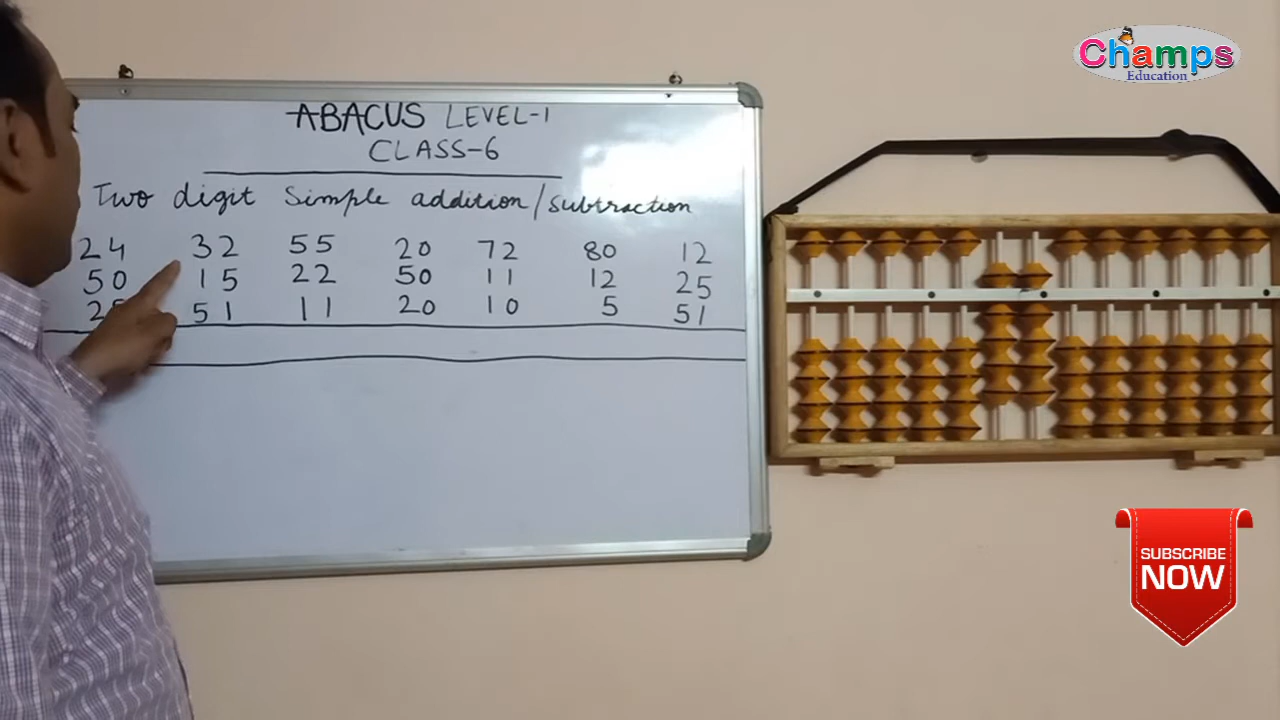 Champs
Education
ABACUS LEVEL-1
CLASS-6
Two digit Simple addition/subtraction
24 32 55 20 72 80 12
50 15 22 50 11 12 25
51 11 20 10 5 51
SUBSCRIBE
NOW